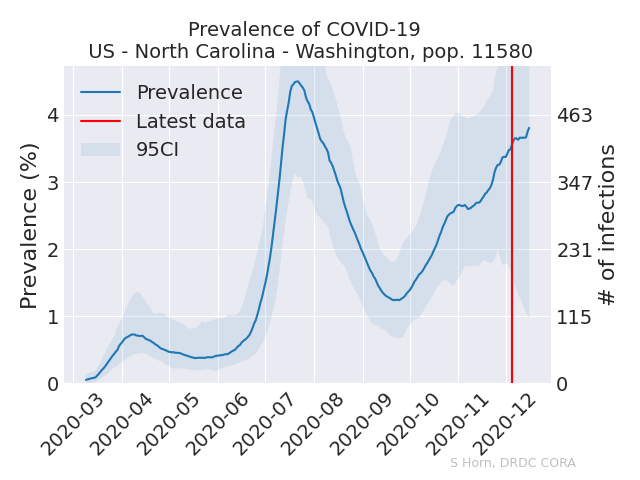 Prevalence of COVID-19
US - North Carolina - Washington, pop. 11580
Prevalence
Latest data
95CI
Prevalence (%)
4
3
2
1
0
463
347
231
115
0
# of infections
2020-03
2020-04
2020-05
2020-06
2020-07
2020-08
2020-09
2020-10
2020-11
2020-12
S Horn, DRDC CORA